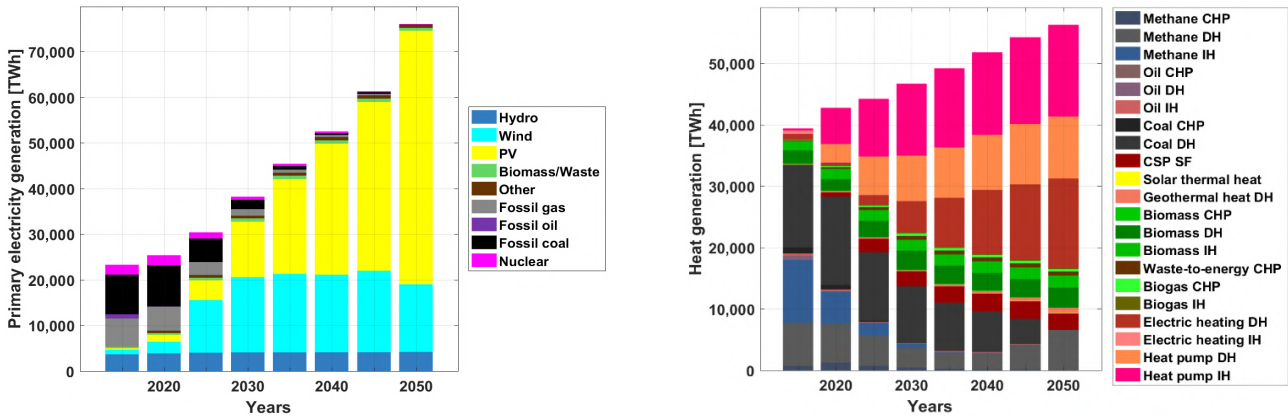 Primary electricity generation [TWh]
70,000
60,000
50,000
40,000
30,000
20,000
10,000
0
2020
2030
2040
2050
Years
Hydro
Wind
PV
Biomass/Waste
Other
Fossil gas
Fossil oil
Fossil coal
Nuclear
Heat generation [TWh]
50,000
40,000
30,000
20,000
10,000
0
2020
2030
2040
2050
Years
Methane CHP
Methane DH
Methane IH
Oil CHP
Oil DH
Oil IH
Coal CHP
Coal DH
CSP SF
Solar thermal heat
Geothermal heat DH
Biomass CHP
Biomass DH
Biomass IH
Waste-to-energy CHP
Biogas CHP
Biogas IH
Electric heating DH
Electric heating IH
Heat pump DH
Heat pump IH